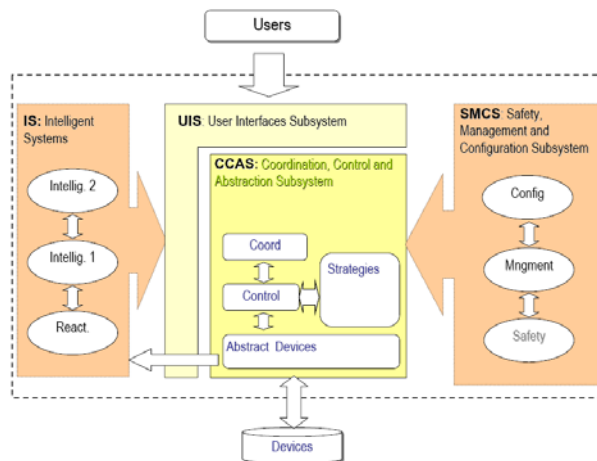 Users
IS: Intelligent
Systems
Intellig. 2
Intellig. 1
React.
UIS: User Interfaces Subsystem
CCAS: Coordination, Control and
Abstraction Subsystem
Coord
Control
Strategies
Abstract Devices
SMCS: Safety,
Management and
Configuration Subsystem
Config
Mngment
Safety
Devices